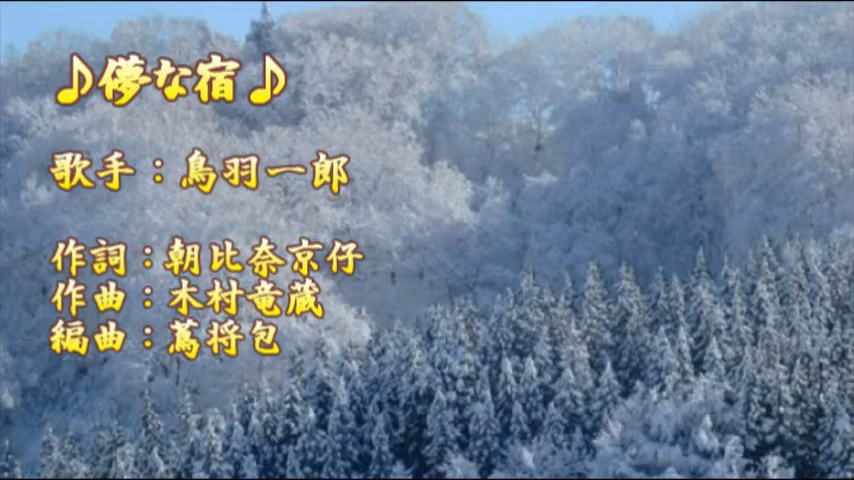 ♪儚な宿♪
歌手：鳥羽一郎
作詞：朝比奈京仔
作曲：木村竜蔵
編曲：蔦将包